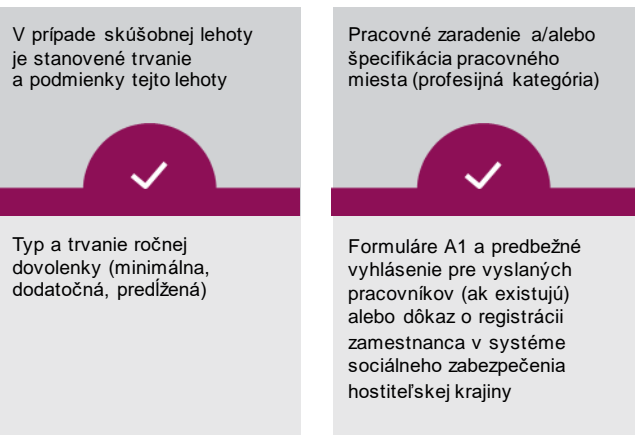 V prípade skúšobnej lehoty
je stanovené trvanie
a podmienky tejto lehoty
Typ a trvanie ročnej
dovolenky (minimálna,
dodatočná, predĺžená)
Pracovné zaradenie a/alebo
špecifikácia pracovného
miesta (profesijná kategória)
Formuláre A1 a predbežné
vyhlásenie pre vyslaných
pracovníkov (ak existujú)
alebo dôkaz o registrácii
zamestnanca v systéme
sociálneho zabezpečenia
hostiteľskej krajiny